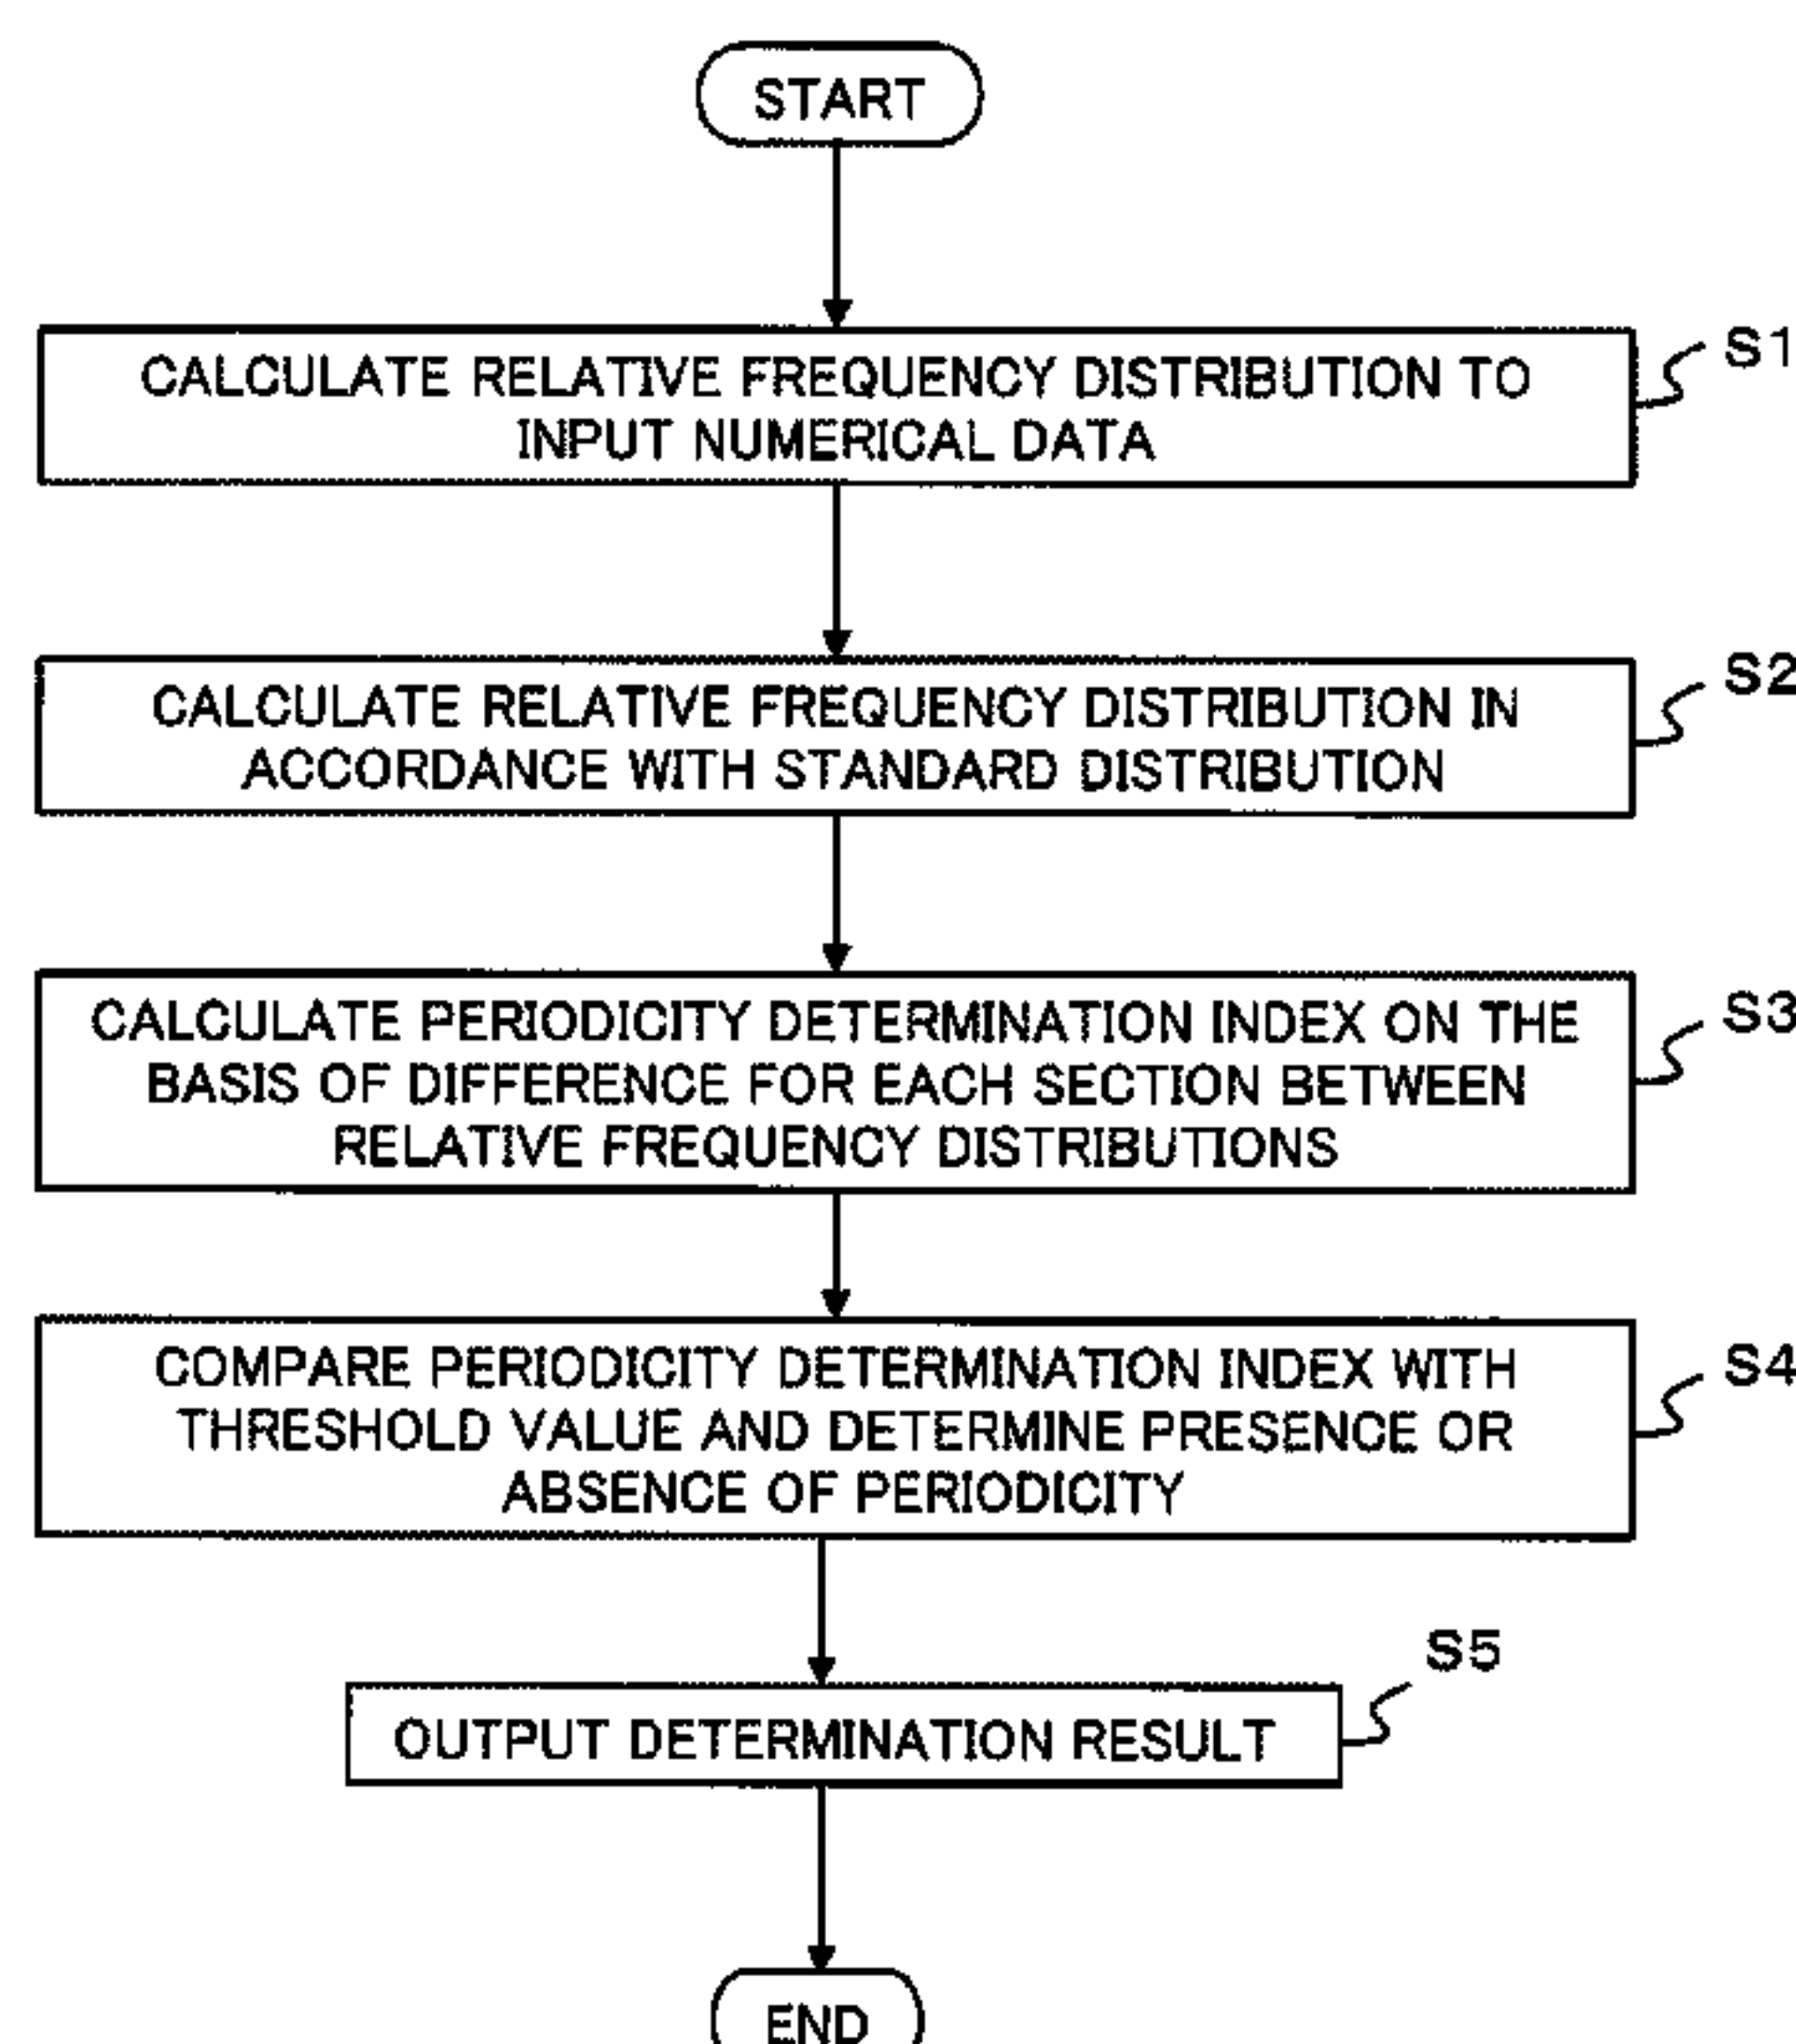 START
CALCULATE RELATIVE FREQUENCY DISTRIBUTION TO
INPUT NUMERICAL DATA
S1
CALCULATE RELATIVE FREQUENCY DISTRIBUTION IN
ACCORDANCE WITH STANDARD DISTRIBUTION
S2
CALCULATE PERIODICITY DETERMINATION INDEX ON THE
BASIS OF DIFFERENCE FOR EACH SECTION BETWEEN
RELATIVE FREQUENCY DISTRIBUTIONS
S3
COMPARE PERIODICITY DETERMINATION INDEX WITH
THRESHOLD VALUE AND DETERMINE PRESENCE OR
ABSENCE OF PERIODICITY
S4
OUTPUT DETERMINATION RESULT
S5
END